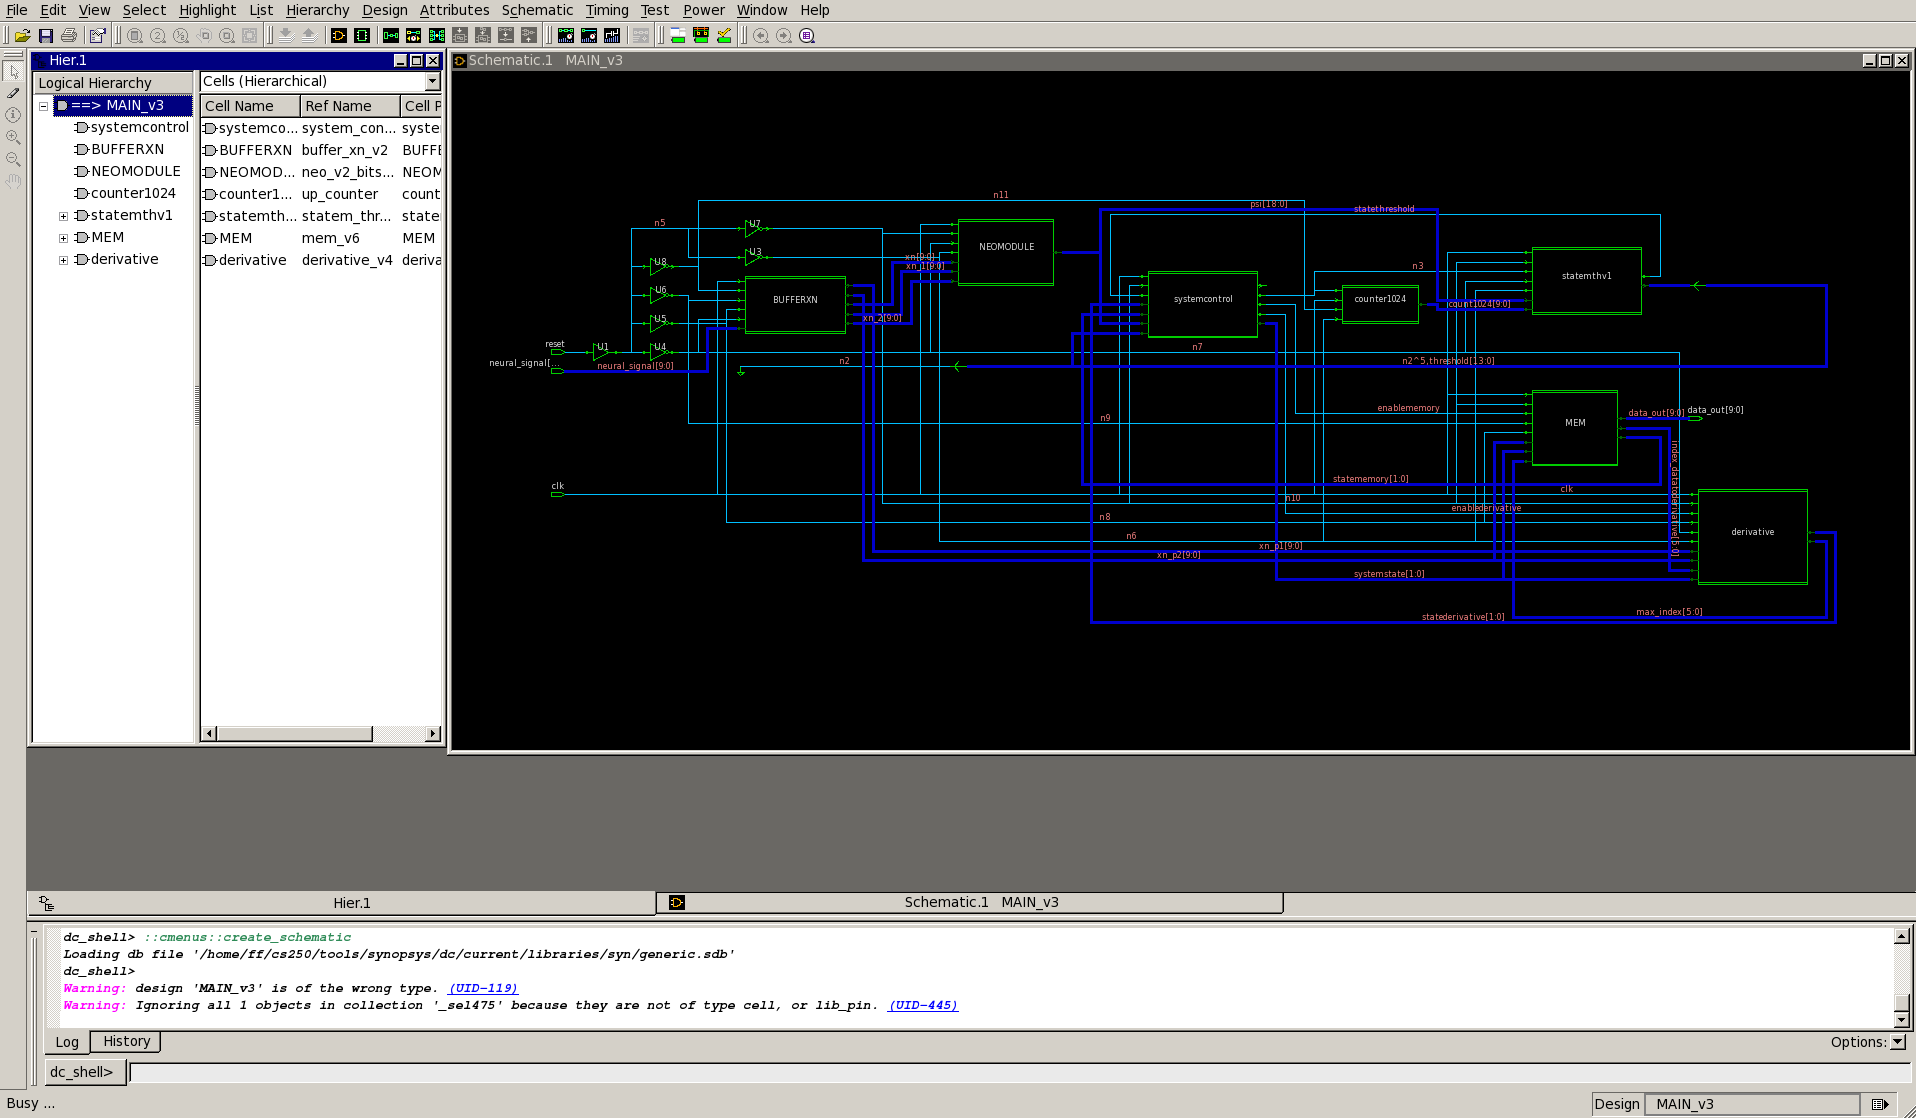 File Edit View Select Highlight List Hierarchy Design Attributes Schematic Timing Test Power Window Help
Hier.1
Logical Hierarchy
==> MAIN_v3
systemcontrol
BUFFERXN
NEOMODULE
counter1024
statemthv1
MEM
derivative
Cells (Hierarchical)
Cell Name Ref Name Cell P
systemco... system_con... syste
BUFFERXN buffer_xn_v2 BUFFE
NEOMOD... neo_v2_bits... NEOM
counter1... up_counter count
statemth... statem_thr... state
MEM mem_v6 MEM
derivative derivative_v4 deriva
Schematic.1 MAIN_v3
n11
psi[18:0]
statethreshold
n5
U7
NEOMODULE
U3
xn[9:0]
xn_1[9:0]
U8
n3
statemthv1
U6
BUFFERXN
systemcontrol
counter1024
count1024[9:0]
xn_2[9:0]
U5
reset
U1
U4
n7
neural_signal[...
neural_signal[9:0]
n2
n2^5,threshold[13:0]
enablememory
data_out[9:0]
data_out[9:0]
n9
MEM
index_datatoderivative[5:0]
statememory[1:0]
clk
clk
n10
enablederivative
n8
derivative
n6
xn_p1[9:0]
xn_p2[9:0]
systemstate[1:0]
max_index[5:0]
statederivative[1:0]
Hier.1
Schematic.1 MAIN_v3
dc_shell> ::cmenus::create_schematic
Loading db file '/home/ff/cs250/tools/synopsys/dc/current/libraries/syn/generic.sdb'
dc_shell>
Warning: design 'MAIN_v3' is of the wrong type. (UID-119)
Warning: Ignoring all 1 objects in collection '_sel475' because they are not of type cell, or lib_pin. (UID-445)
Log History
Options:
dc_shell>
Busy ...
Design MAIN_v3